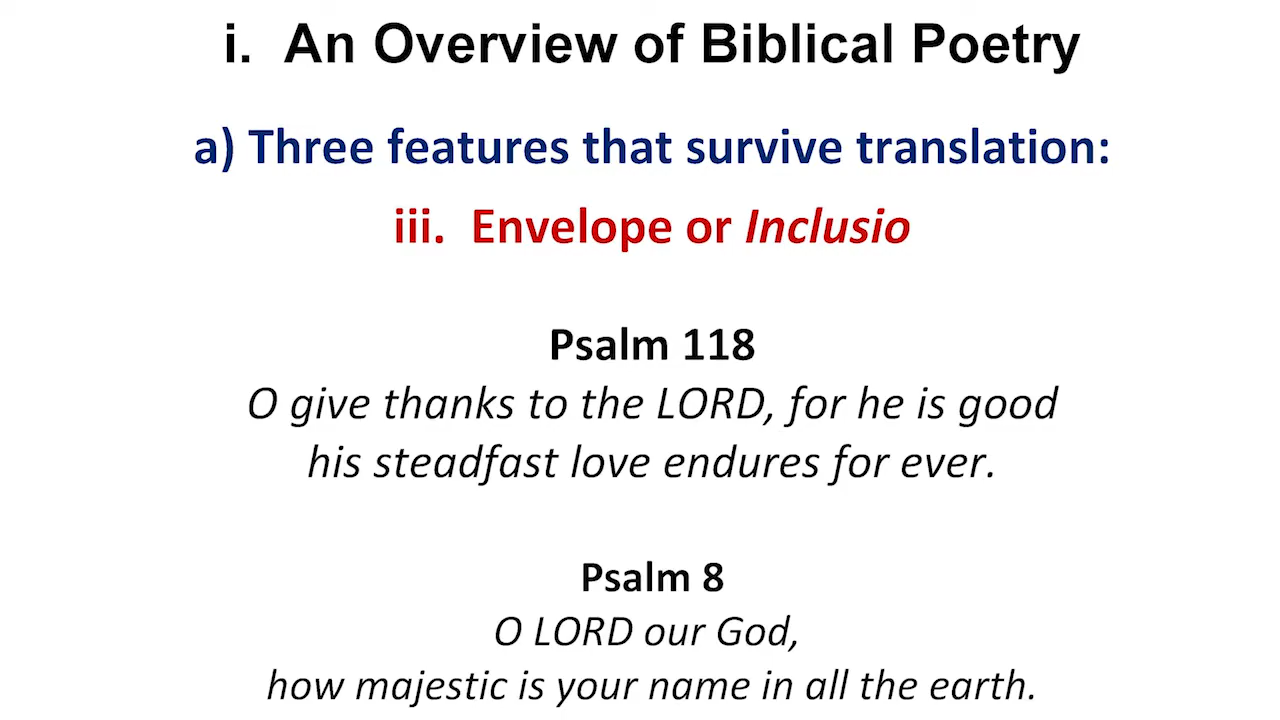 i. An Overview of Biblical Poetry
a) Three features that survive translation:
iii. Envelope or Inclusio
Psalm 118
O give thanks to the LORD, for he is good
his steadfast love endures for ever.
Psalm 8
O LORD our God,
how majestic is your name in all the earth.